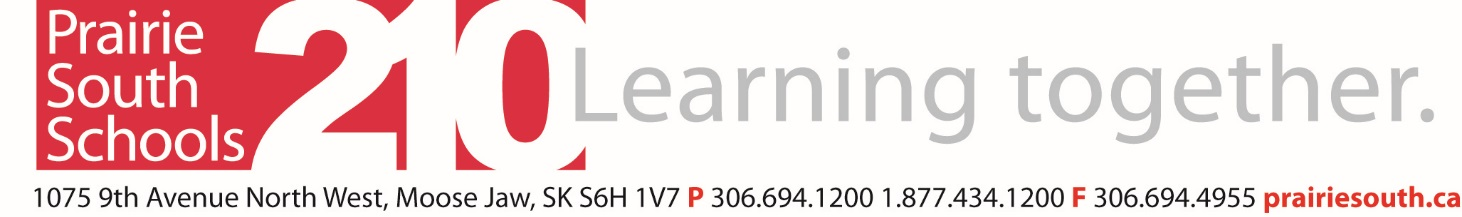 Prairie
South
Schools
210
Learning together.
1075 9th Avenue North West, Moose Jaw, SK S6H 1V7 P 306.694.1200 1.877.434.1200 F 306.694.4955 prairiesouth.ca